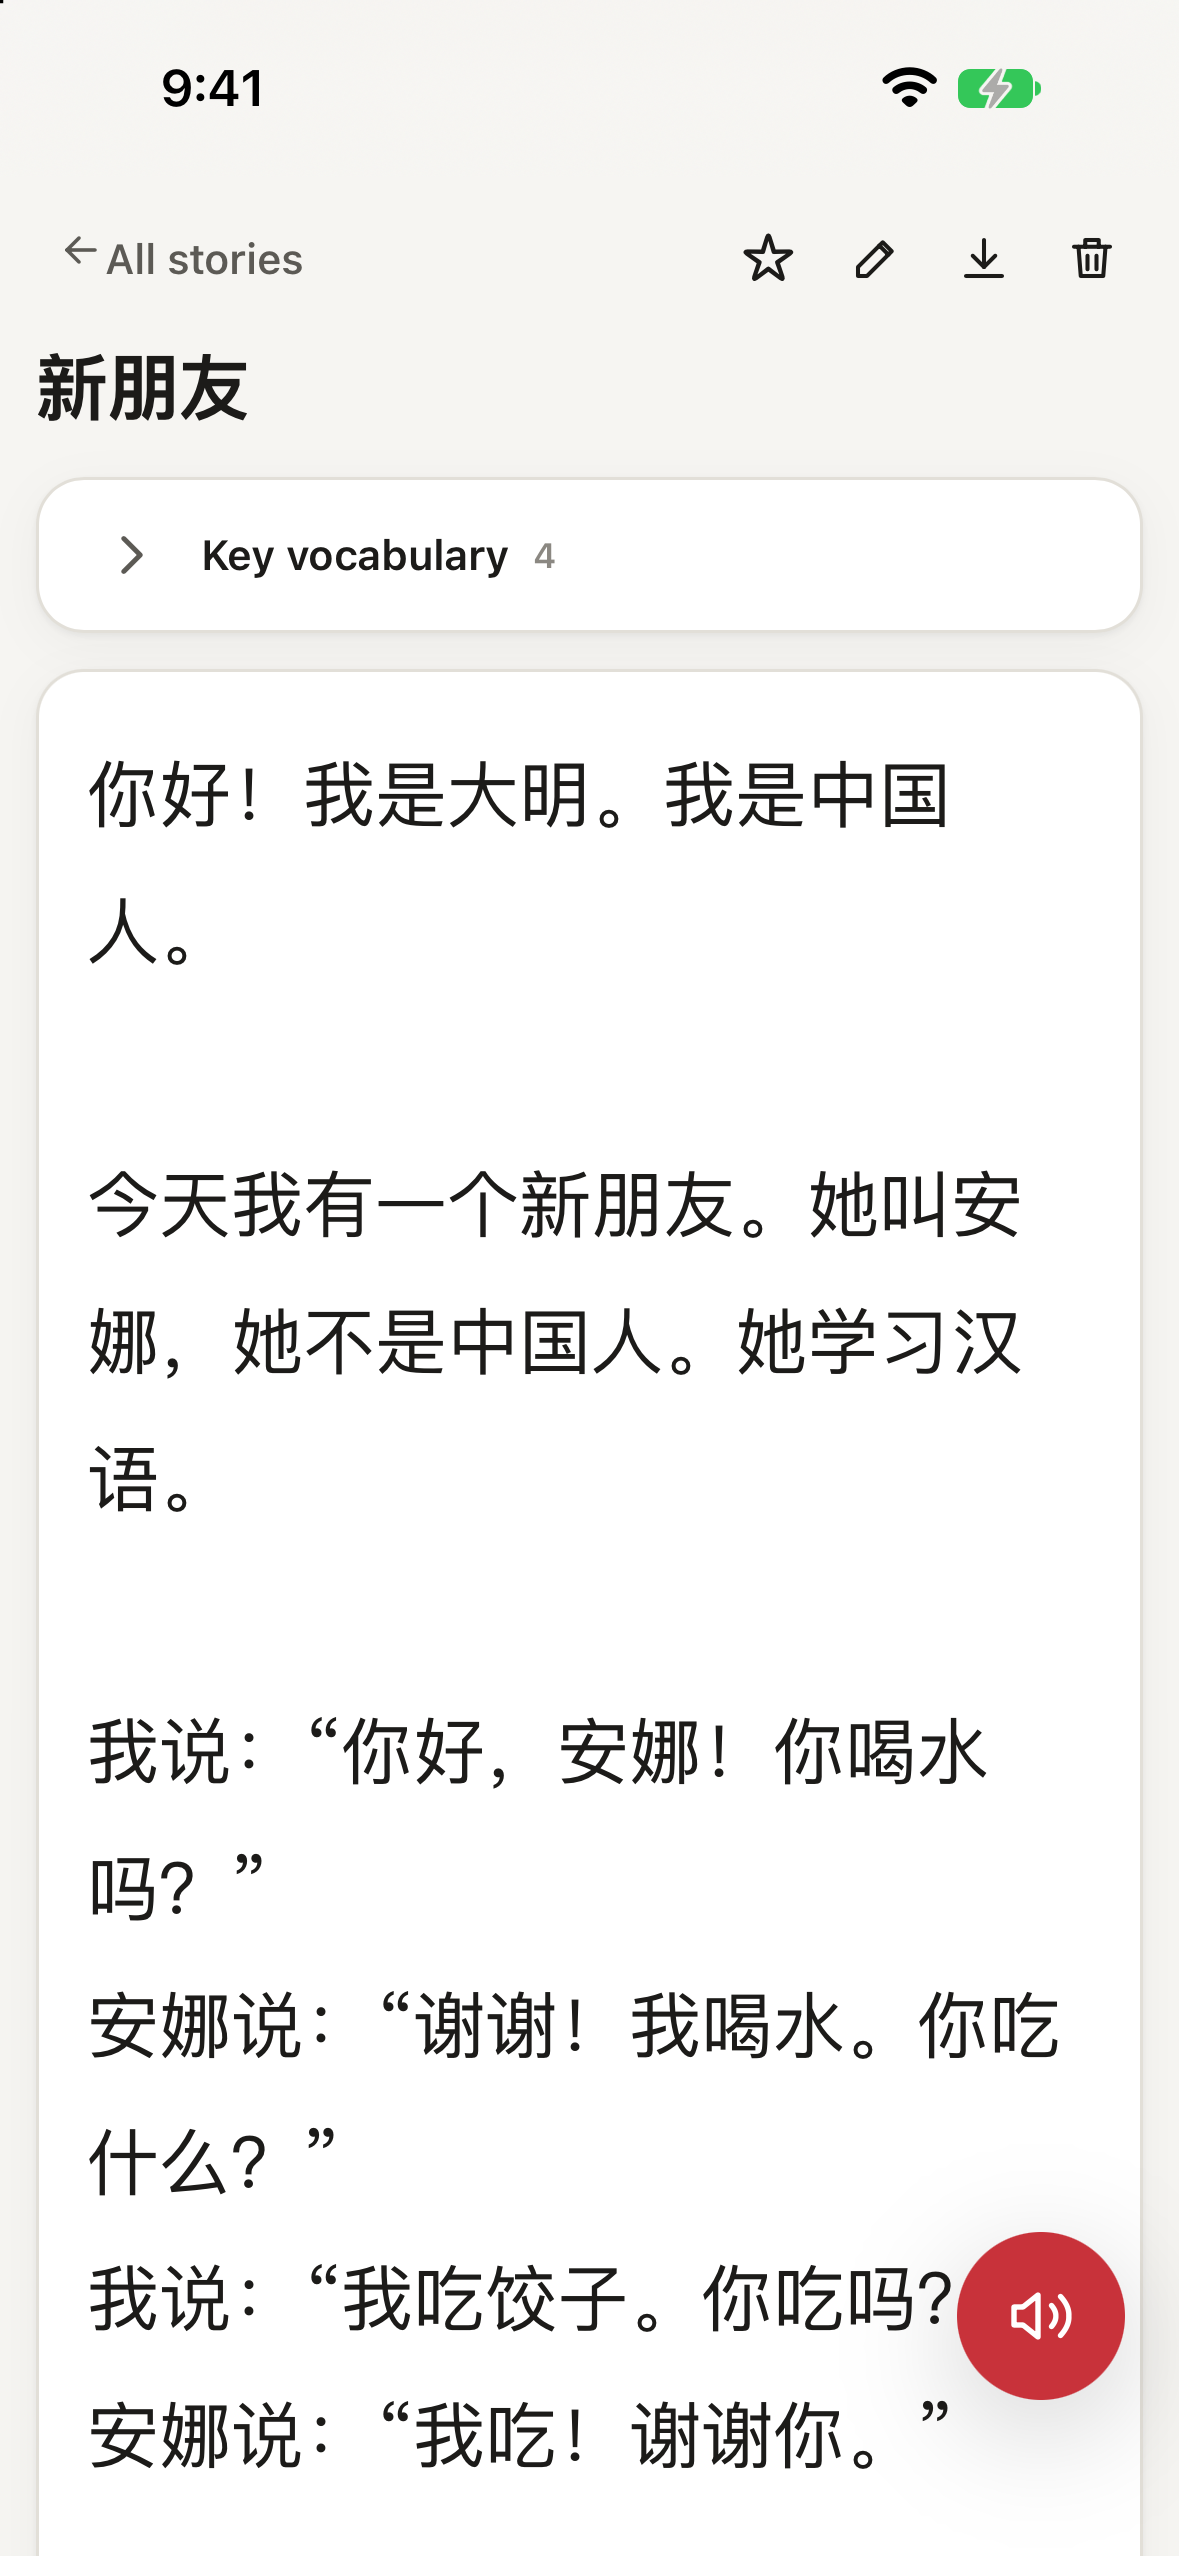 9:41
All stories
新朋友
Key vocabulary 4
你好！我是大明。我是中国
人。
今天我有一个新朋友。她叫安
娜，她不是中国人。她学习汉
语。
我说：“你好，安娜！你喝水
吗？”
安娜说：“谢谢！我喝水。你吃
什么？”
我说：“我吃饺子。你吃吗？
安娜说：“我吃！谢谢你。”